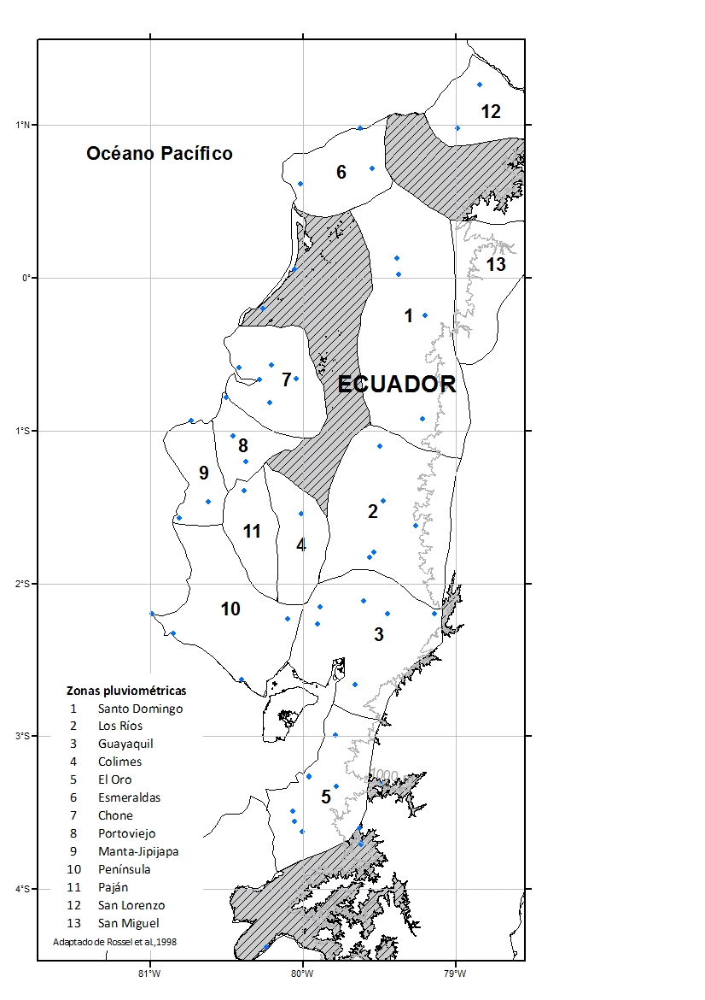 12
1°N
Océano Pacífico
6
13
0°
1
7
ECUADOR
1°S
8
9
2
11
4
2°S
10
3
Zonas pluviométricas
1 Santo Domingo
2 Los Ríos
3 Guayaquil
4 Colimes
5 El Oro
6 Esmeraldas
7 Chone
8 Portoviejo
9 Manta-Jipijapa
10 Península
11 Paján
12 San Lorenzo
13 San Miguel
Adaptado de Rossel et al.,1998
3°S
1000
5
4°S
81°W
80°W
79°W